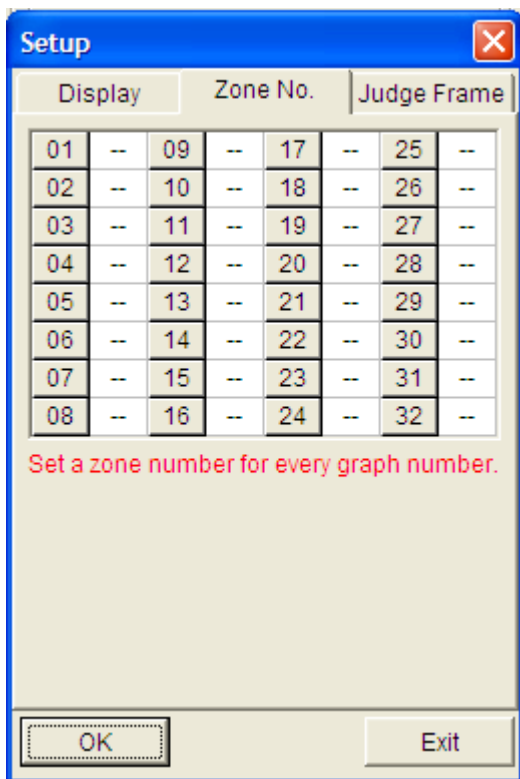 Setup
Display Zone No. Judge Frame
01 -- 09 -- 17 -- 25 --
02 -- 10 -- 18 -- 26 --
03 -- 11 -- 19 -- 27 --
04 -- 12 -- 20 -- 28 --
05 -- 13 -- 21 -- 29 --
06 -- 14 -- 22 -- 30 --
07 -- 15 -- 23 -- 31 --
08 -- 16 -- 24 -- 32 --
Set a zone number for every graph number.
OK Exit